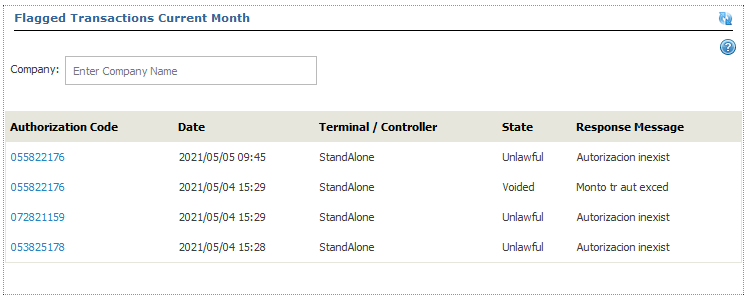 Flagged Transactions Current Month
Company: Enter Company Name
Authorization Code Date Terminal / Controller State Response Message
055822176 2021/05/05 09:45 StandAlone Unlawful Autorizacion inexist
055822176 2021/05/04 15:29 StandAlone Voided Monto tr aut exced
072821159 2021/05/04 15:29 StandAlone Unlawful Autorizacion inexist
053825178 2021/05/04 15:28 StandAlone Unlawful Autorizacion inexist